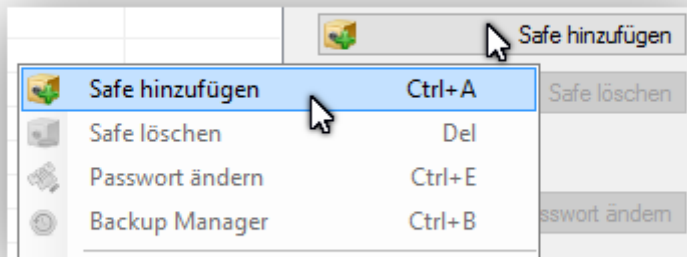 Safe hinzufügen
Safe hinzufügen Ctrl+A
Safe löschen
Safe löschen Del
Passwort ändern Ctrl+E
sswort ändern
Backup Manager Ctrl+B